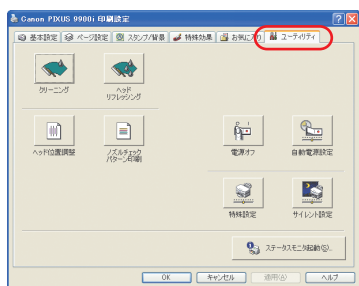 Canon PIXUS 9900i 印刷設定
基本設定 ページ設定 スタンプ/背景 特殊効果 お気に入り ユーティリティ
クリーニング
ヘッド
リフレッシング
ヘッド位置調整
ノズルチェック
パターン印刷
電源オフ
自動電源設定
特殊設定
サイレント設定
ステータスモニタ起動(S)...
OK キャンセル 適用(A) ヘルプ